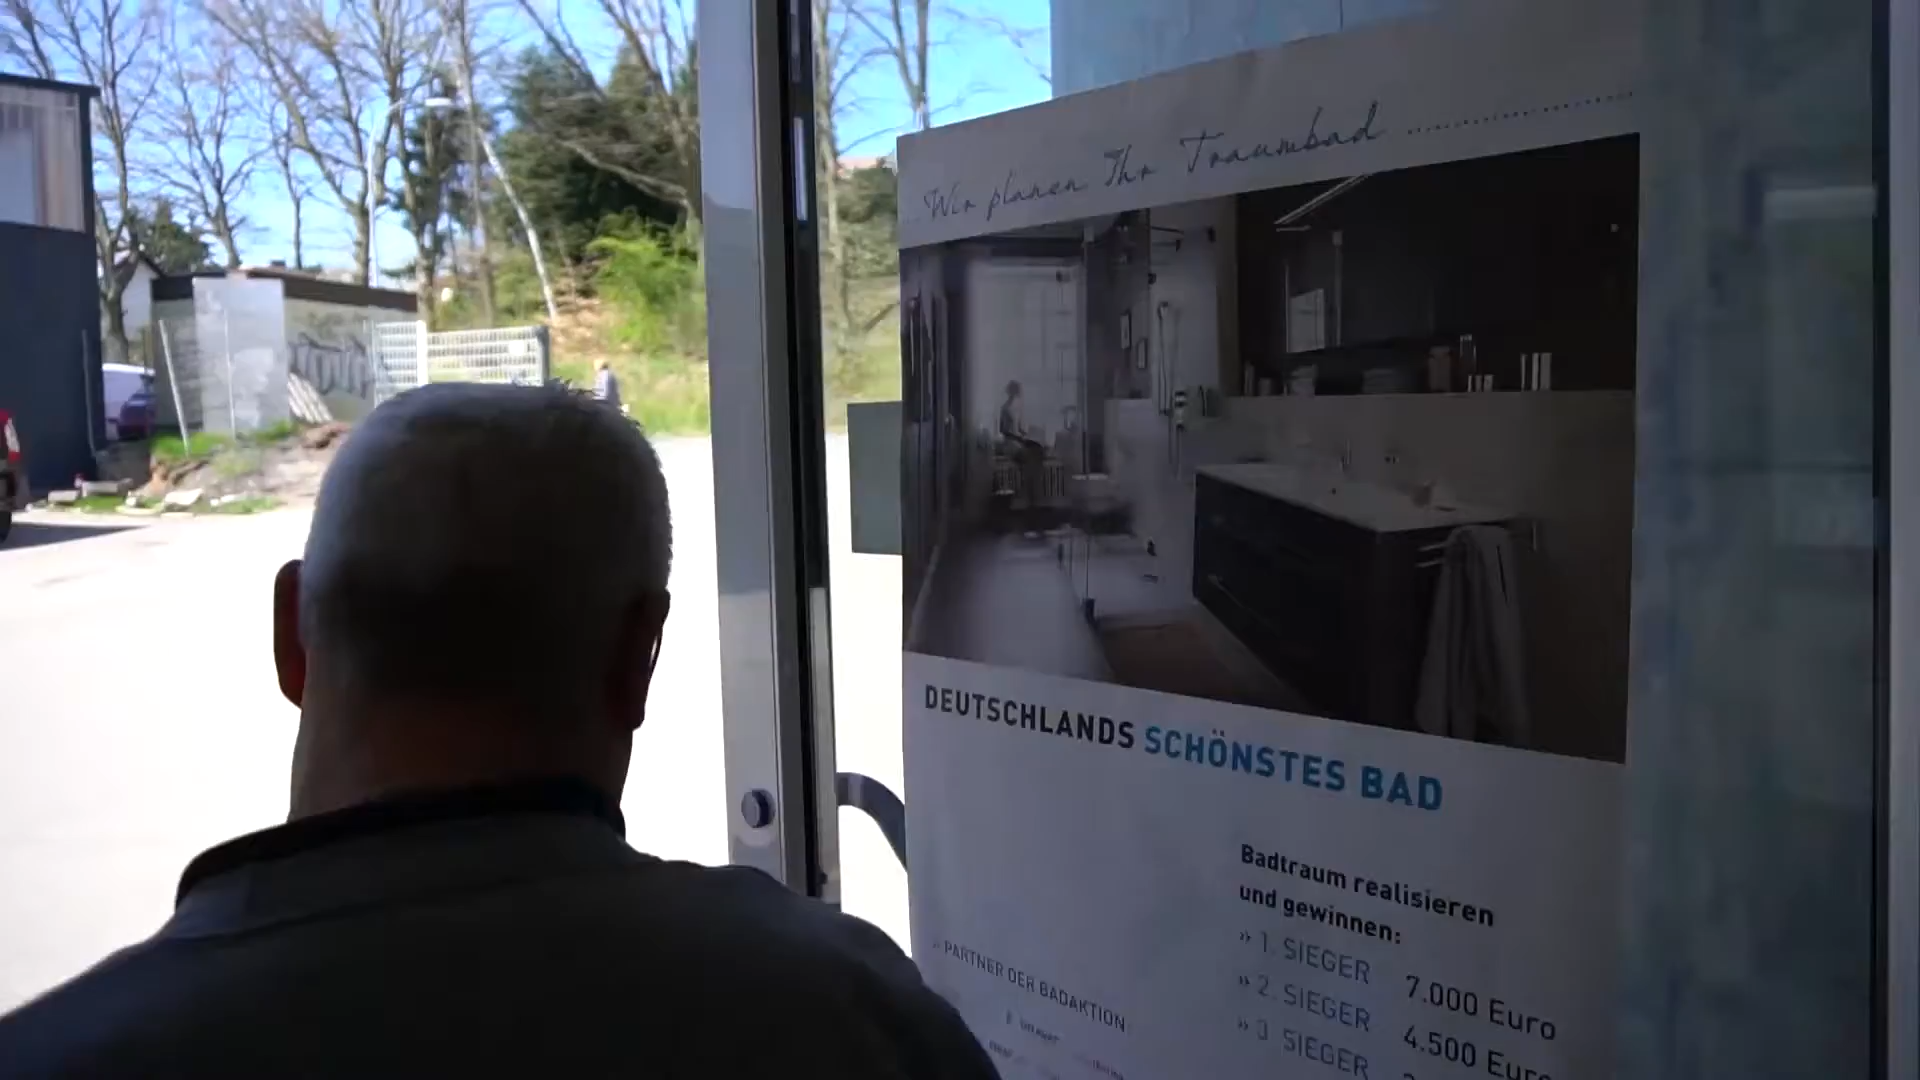 Wir planen Ihr Traumbad
DEUTSCHLANDS SCHÖNSTES BAD
Badtraum realisieren
und gewinnen:
» 1. SIEGER 7.000 Euro
» 2. SIEGER 4.500 Euro
» 3. SIEGER
» PARTNER DER BADAKTION: